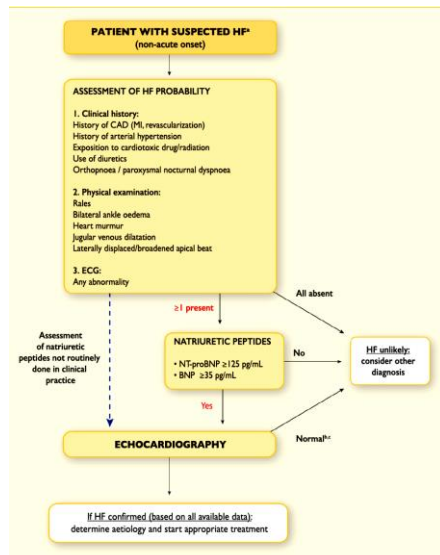 PATIENT WITH SUSPECTED HFᵃ
(non-acute onset)
ASSESSMENT OF HF PROBABILITY
1. Clinical history:
History of CAD (MI, revascularization)
History of arterial hypertension
Exposition to cardiotoxic drug/radiation
Use of diuretics
Orthopnoea / paroxysmal nocturnal dyspnoea
2. Physical examination:
Rales
Bilateral ankle oedema
Heart murmur
Jugular venous dilatation
Laterally displaced/broadened apical beat
3. ECG:
Any abnormality
≥1 present
All absent
Assessment
of natriuretic
peptides not routinely
done in clinical
practice
NATRIURETIC PEPTIDES
• NT-proBNP ≥125 pg/mL
• BNP ≥35 pg/mL
No
HF unlikely:
consider other
diagnosis
Yes
ECHOCARDIOGRAPHY
Normalᵇ,ᶜ
If HF confirmed (based on all available data):
determine aetiology and start appropriate treatment